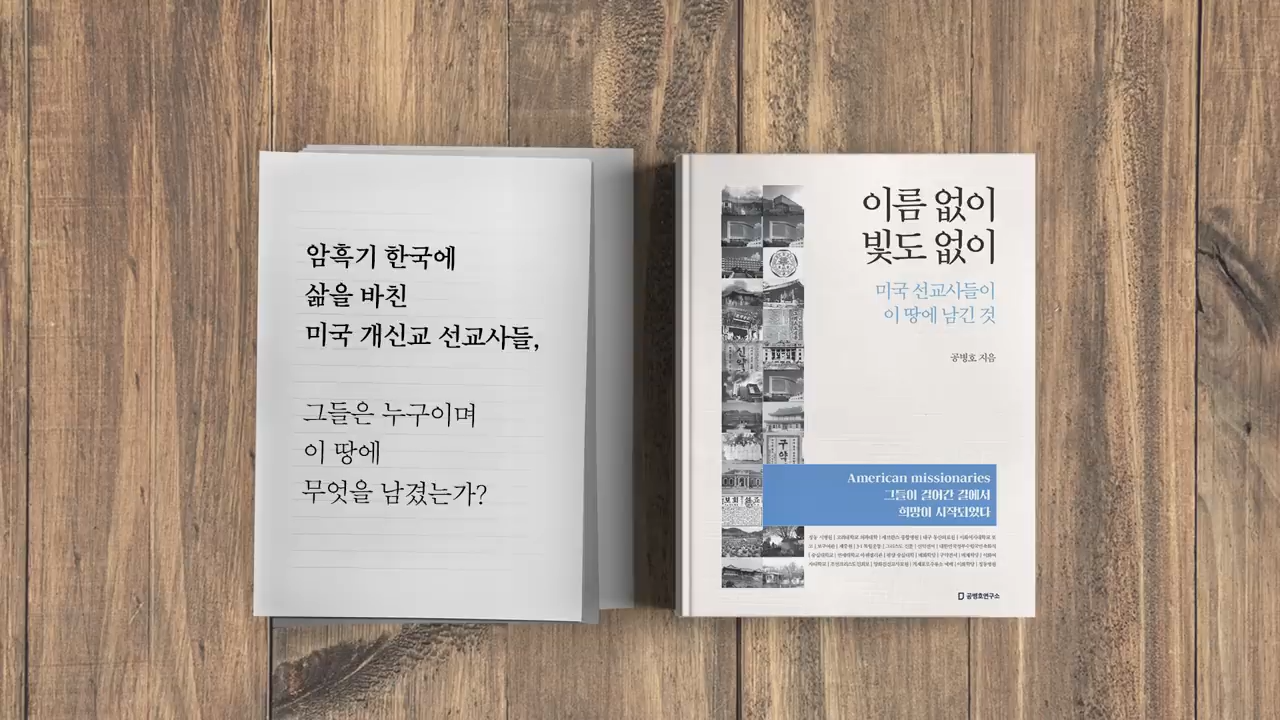 암흑기 한국에
삶을 바친
미국 개신교 선교사들,
그들은 누구이며
이 땅에
무엇을 남겼는가?
이름 없이
빛도 없이
미국 선교사들이
이 땅에 남긴 것
공병호 지음
구약
American missionaries
그들이 걸어간 길에서
희망이 시작되었다
공병호연구소